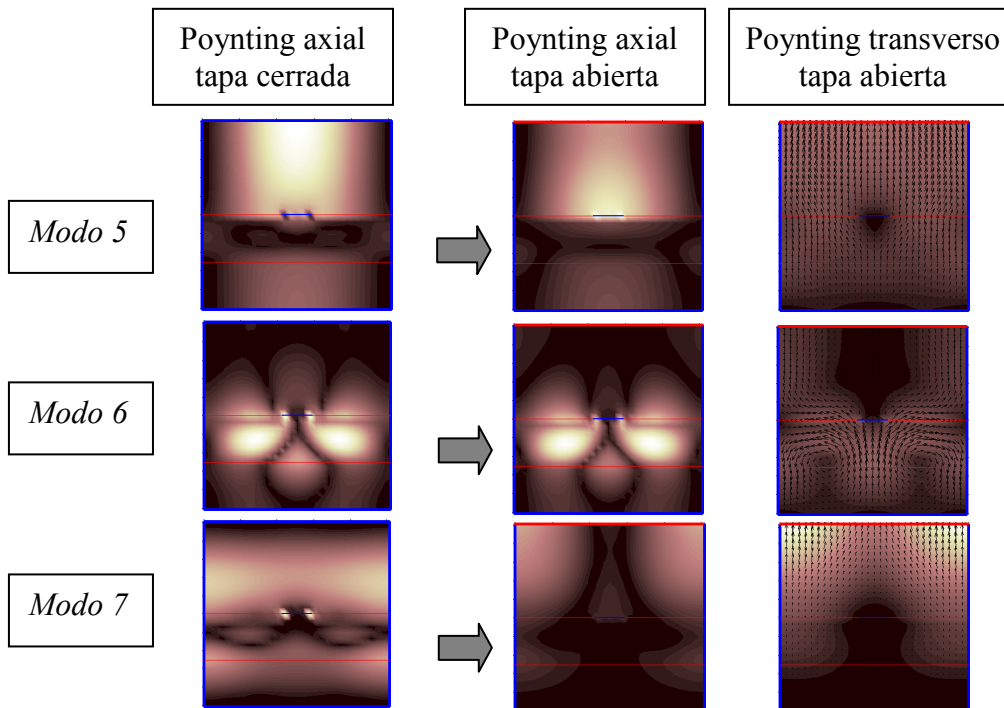 Poynting axial
tapa cerrada
Poynting axial
tapa abierta
Poynting transverso
tapa abierta
Modo 5
Modo 6
Modo 7